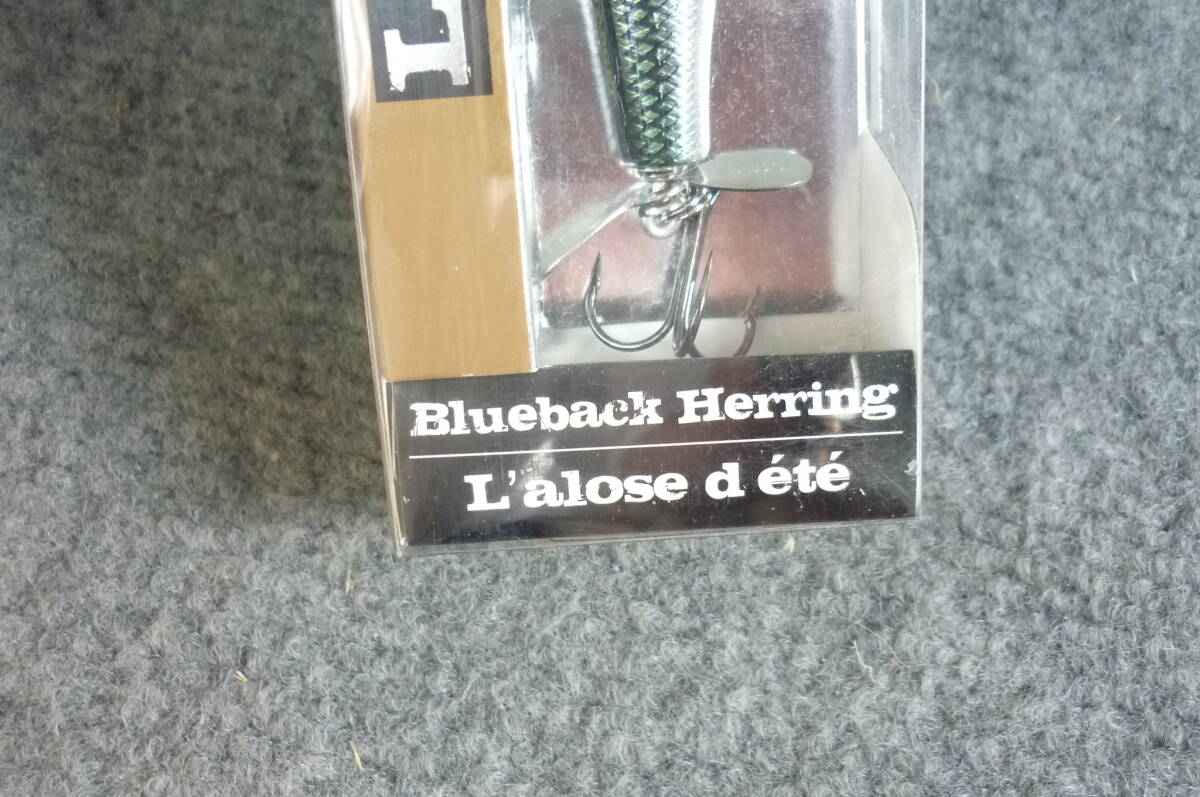 L
Blueback Herring
L'alose d été